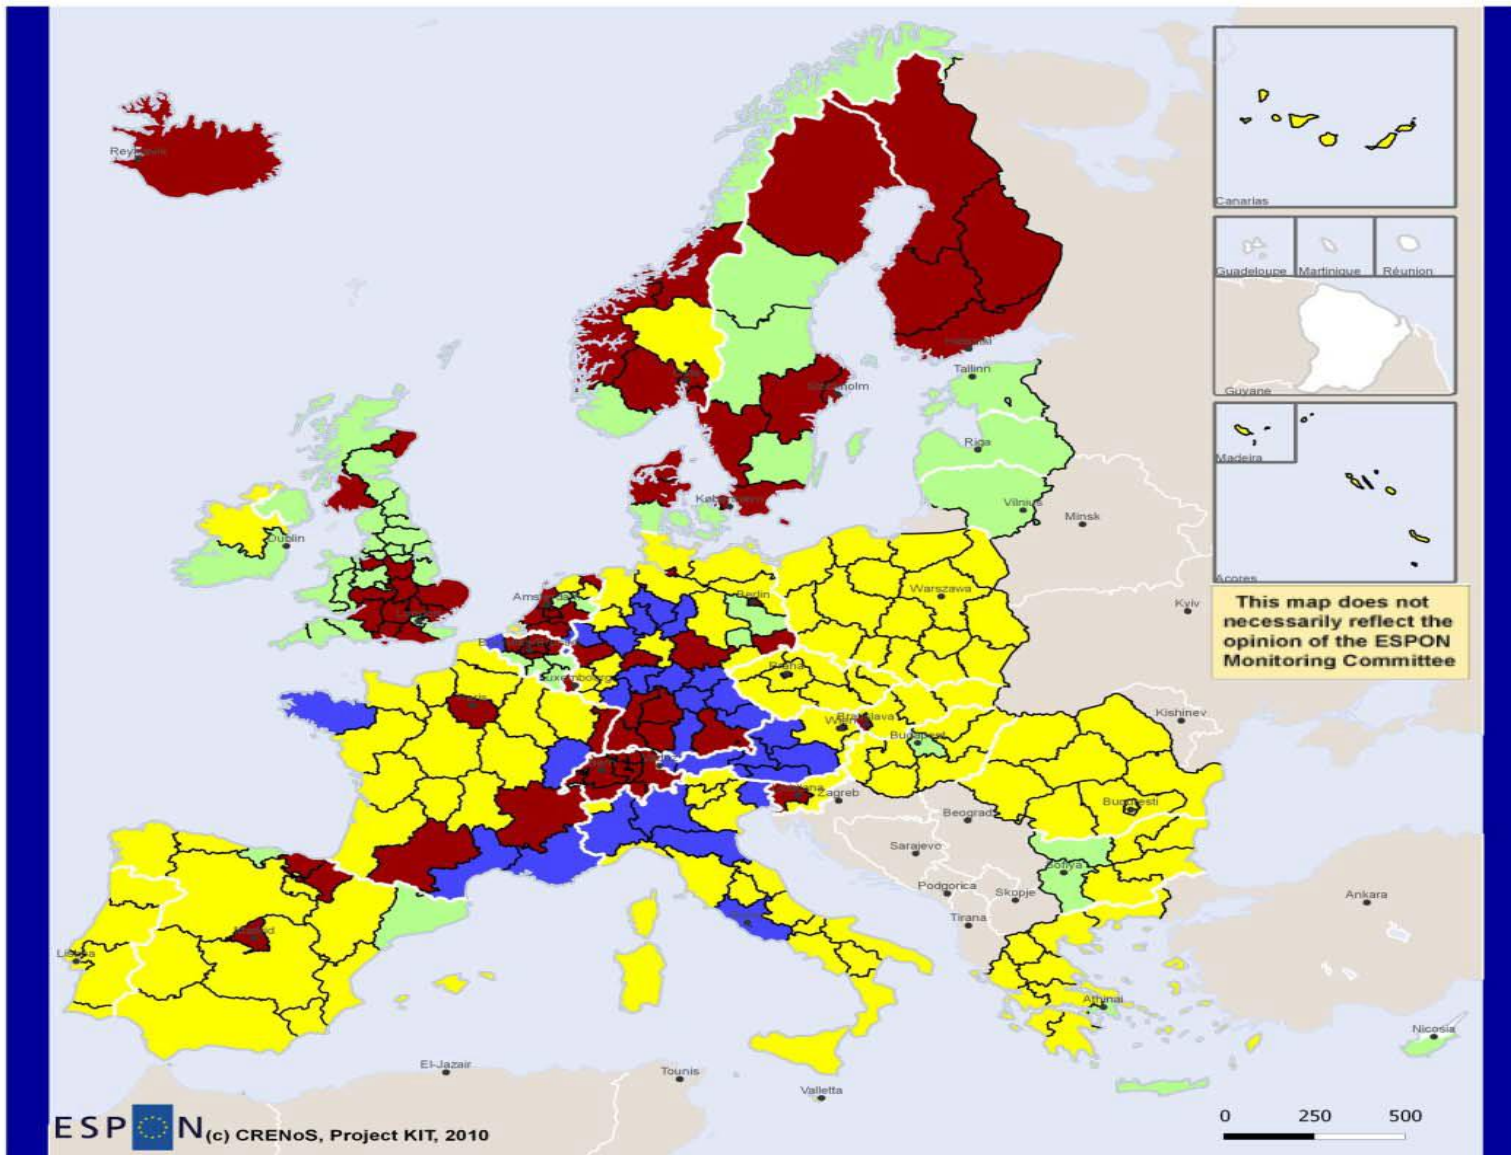 Reykjavik
Canarias
Guadeloupe
Martinique
Réunion
Guyane
Madeira
Acores
Helsinki
Tallinn
Stockholm
Riga
København
Vilnius
Minsk
Dublin
Berlin
Warszawa
This map does not
necessarily reflect the
opinion of the ESPON
Monitoring Committee
Kyiv
Luxembourg
Praha
Paris
Kishinev
Wien
Bratislava
Budapest
Ljubljana
Zagreb
Bucuresti
Beograd
Sarajevo
Sofiya
Podgorica
Skopje
Ankara
Tirana
Madrid
Lisboa
Athinai
Nicosia
El-Jazair
Tounis
Valletta
0 250 500
ESPON (c) CRENoS, Project KIT, 2010